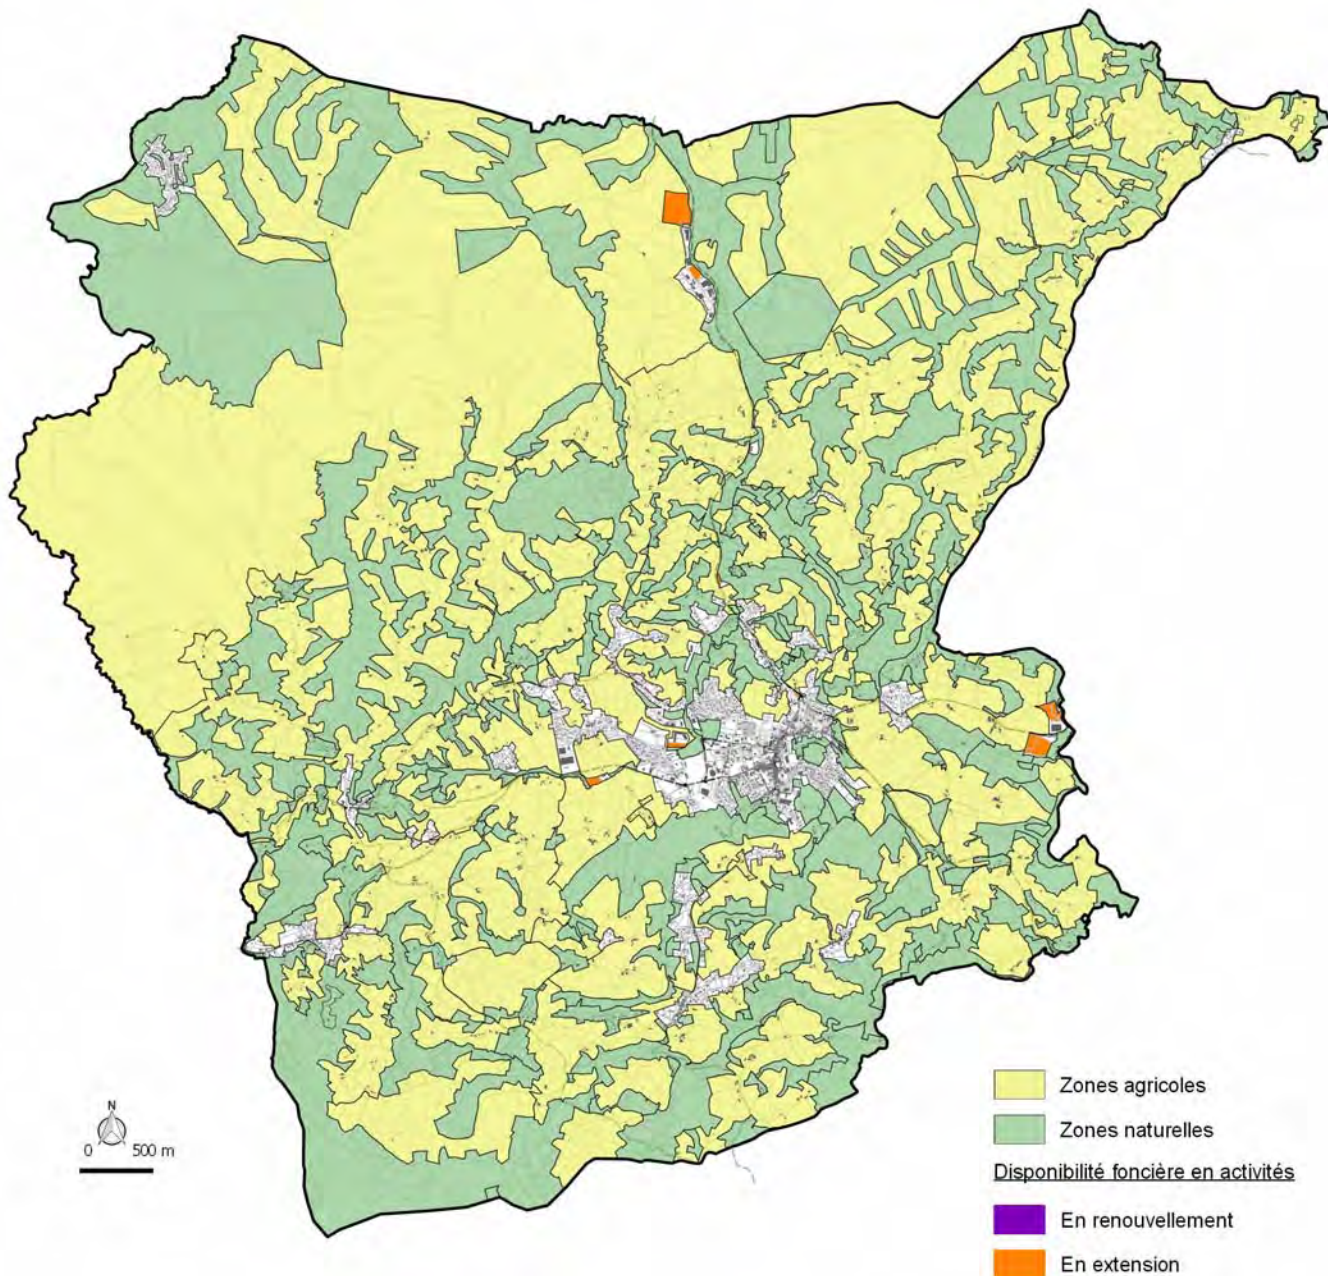 N
0 500 m
Zones agricoles
Zones naturelles
Disponibilité foncière en activités
En renouvellement
En extension